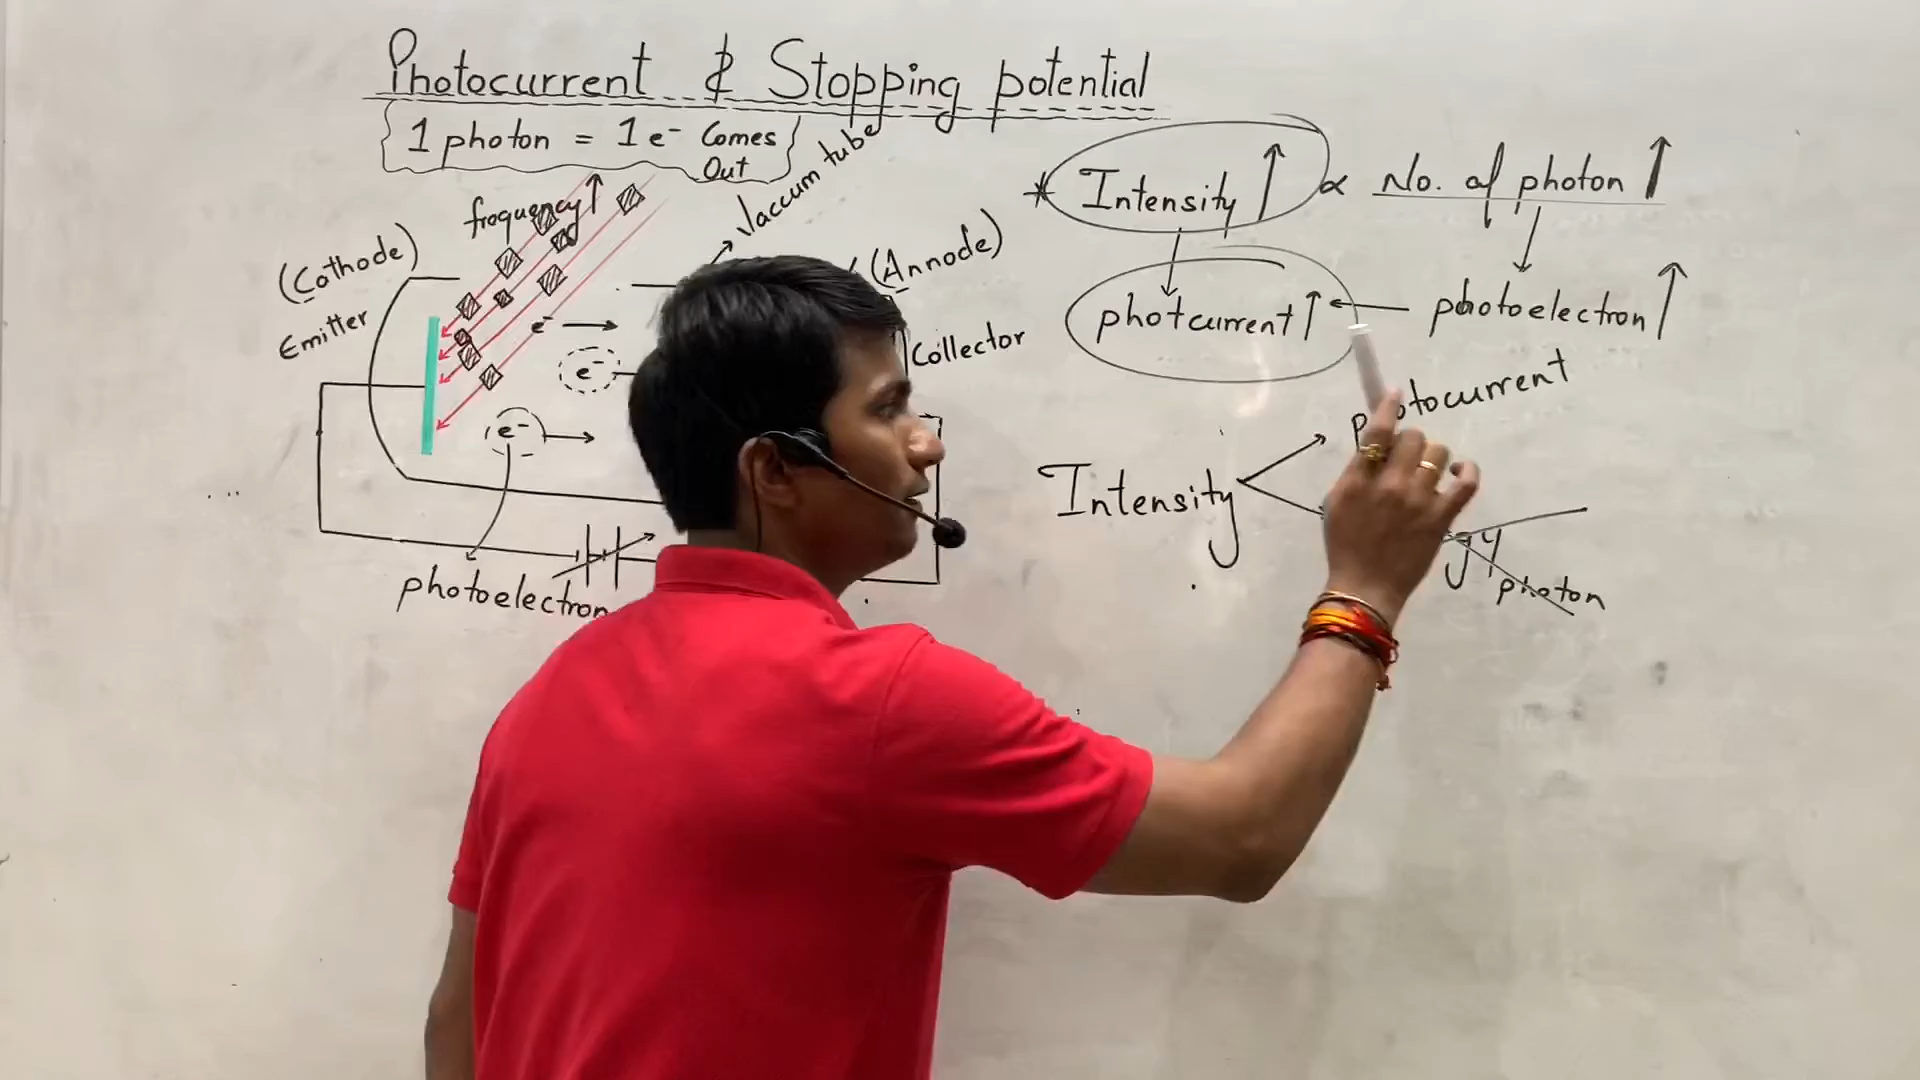 Photocurrent & Stopping potential
1 photon = 1 e⁻ Comes
Out
Vaccum tube
frequency ↑
(Cathode)
Emitter
(Annode)
Collector
e⁻
e⁻
e⁻
photoelectron
* Intensity ↑ ∝ No. of photon ↑
photcurrent ↑ ← photoelectron ↑
photocurrent
Intensity
photon